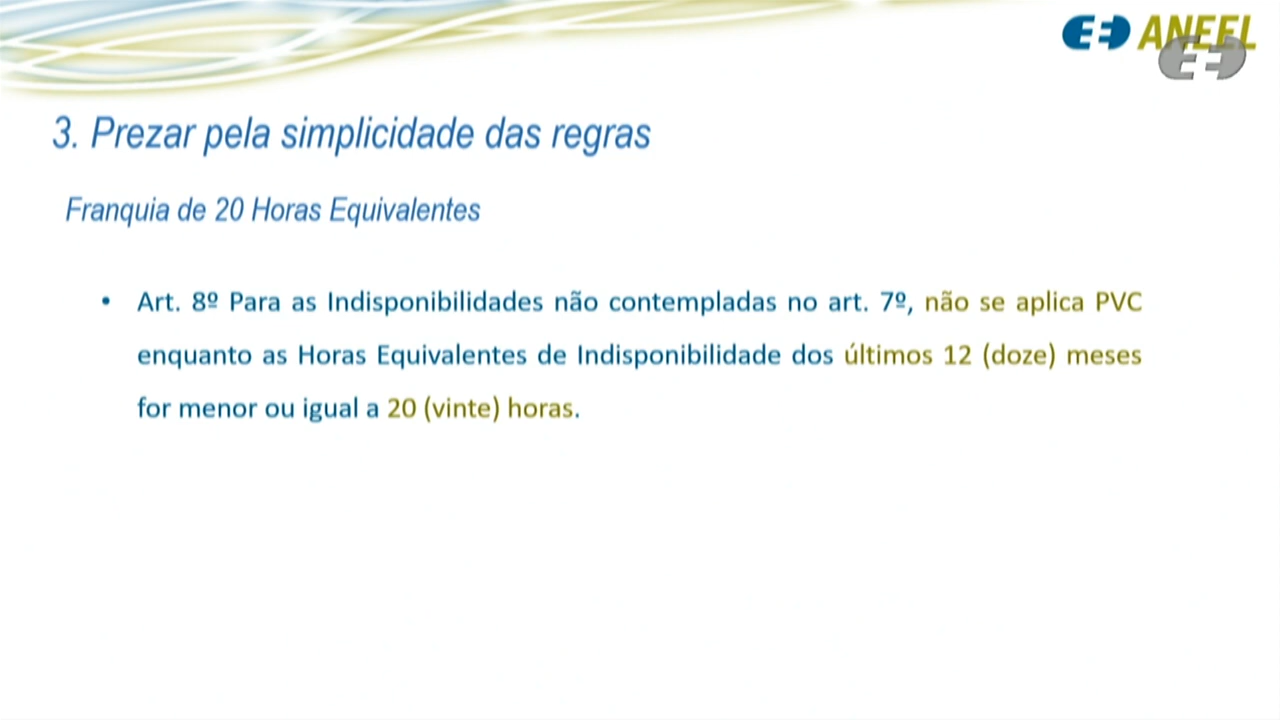 ANEEL
3. Prezar pela simplicidade das regras
Franquia de 20 Horas Equivalentes
• Art. 8º Para as Indisponibilidades não contempladas no art. 7º, não se aplica PVC
enquanto as Horas Equivalentes de Indisponibilidade dos últimos 12 (doze) meses
for menor ou igual a 20 (vinte) horas.